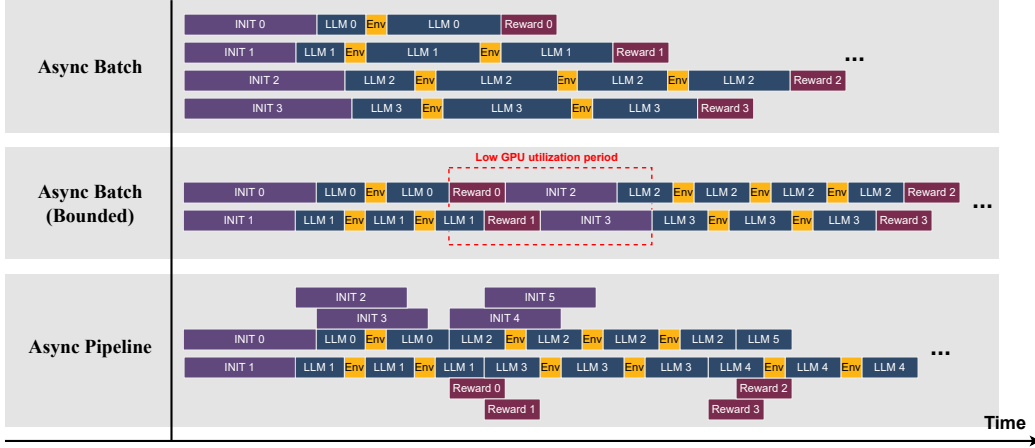 INIT 0 LLM 0 Env LLM 0 Reward 0
INIT 1 LLM 1 Env LLM 1 Env LLM 1 Reward 1
Async Batch
...
INIT 2 LLM 2 Env LLM 2 Env LLM 2 Env LLM 2 Reward 2
INIT 3 LLM 3 Env LLM 3 Env LLM 3 Reward 3
Low GPU utilization period
Async Batch
(Bounded)
INIT 0 LLM 0 Env LLM 0 Reward 0 INIT 2 LLM 2 Env LLM 2 Env LLM 2 Env LLM 2 Reward 2
...
INIT 1 LLM 1 Env LLM 1 Env LLM 1 Reward 1 INIT 3 LLM 3 Env LLM 3 Env LLM 3 Reward 3
INIT 2 INIT 5
INIT 3 INIT 4
Async Pipeline
INIT 0 LLM 0 Env LLM 0 LLM 2 Env LLM 2 Env LLM 2 Env LLM 2 LLM 5
...
INIT 1 LLM 1 Env LLM 1 Env LLM 1 LLM 3 Env LLM 3 Env LLM 3 LLM 4 Env LLM 4 Env LLM 4
Reward 0 Reward 2
Reward 1 Reward 3
Time